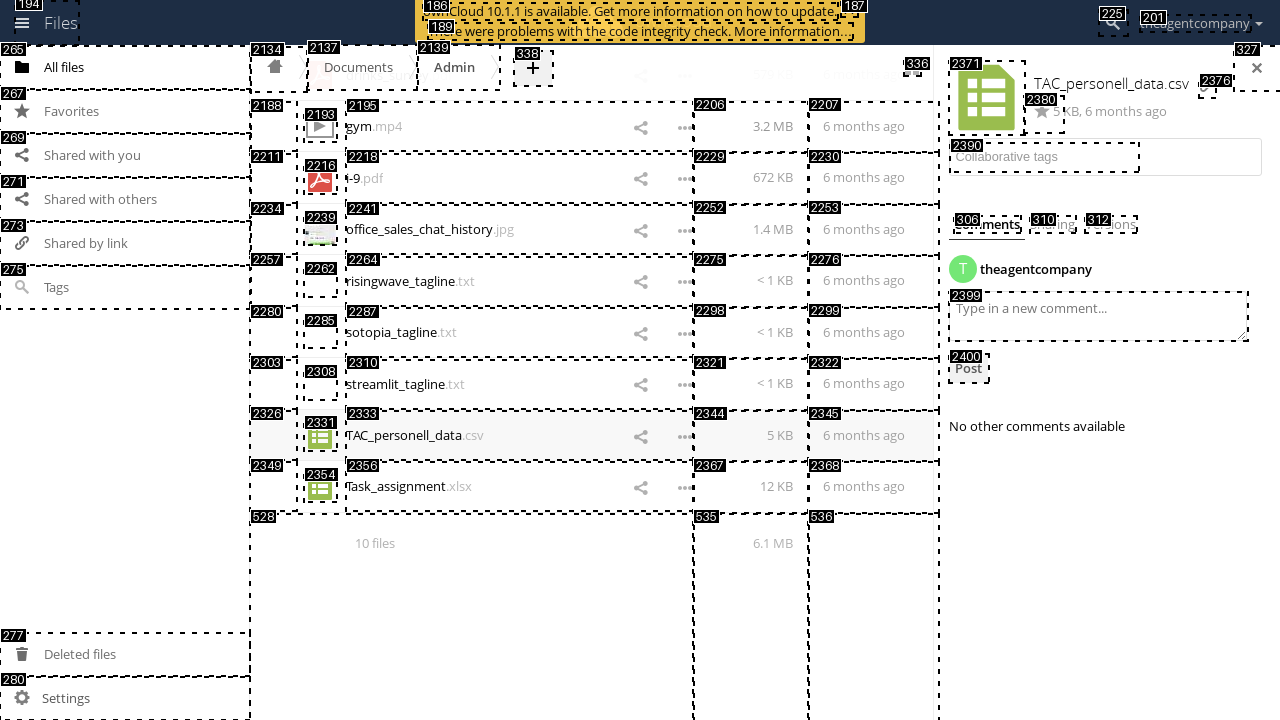 194
Files
186
ownCloud 10.1.1 is available. Get more information on how to update.
187
189
There were problems with the code integrity check. More information…
225
201
theagentcompany
265
All files
267
Favorites
269
Shared with you
271
Shared with others
273
Shared by link
275
Tags
277
Deleted files
280
Settings
2134
2137
Documents
2139
Admin
338
+
336
2188
2193
2195
gym.mp4
2206
3.2 MB
2207
6 months ago
2211
2216
2218
i-9.pdf
2229
672 KB
2230
6 months ago
2234
2239
2241
office_sales_chat_history.jpg
2252
1.4 MB
2253
6 months ago
2257
2262
2264
risingwave_tagline.txt
2275
< 1 KB
2276
6 months ago
2280
2285
2287
sotopia_tagline.txt
2298
< 1 KB
2299
6 months ago
2303
2308
2310
streamlit_tagline.txt
2321
< 1 KB
2322
6 months ago
2326
2331
2333
TAC_personell_data.csv
2344
5 KB
2345
6 months ago
2349
2354
2356
Task_assignment.xlsx
2367
12 KB
2368
6 months ago
528
10 files
535
6.1 MB
536
327
2371
TAC_personell_data.csv
2376
2380
5 KB, 6 months ago
2390
Collaborative tags
306
Comments
310
Sharing
312
Versions
T
theagentcompany
2399
Type in a new comment...
2400
Post
No other comments available